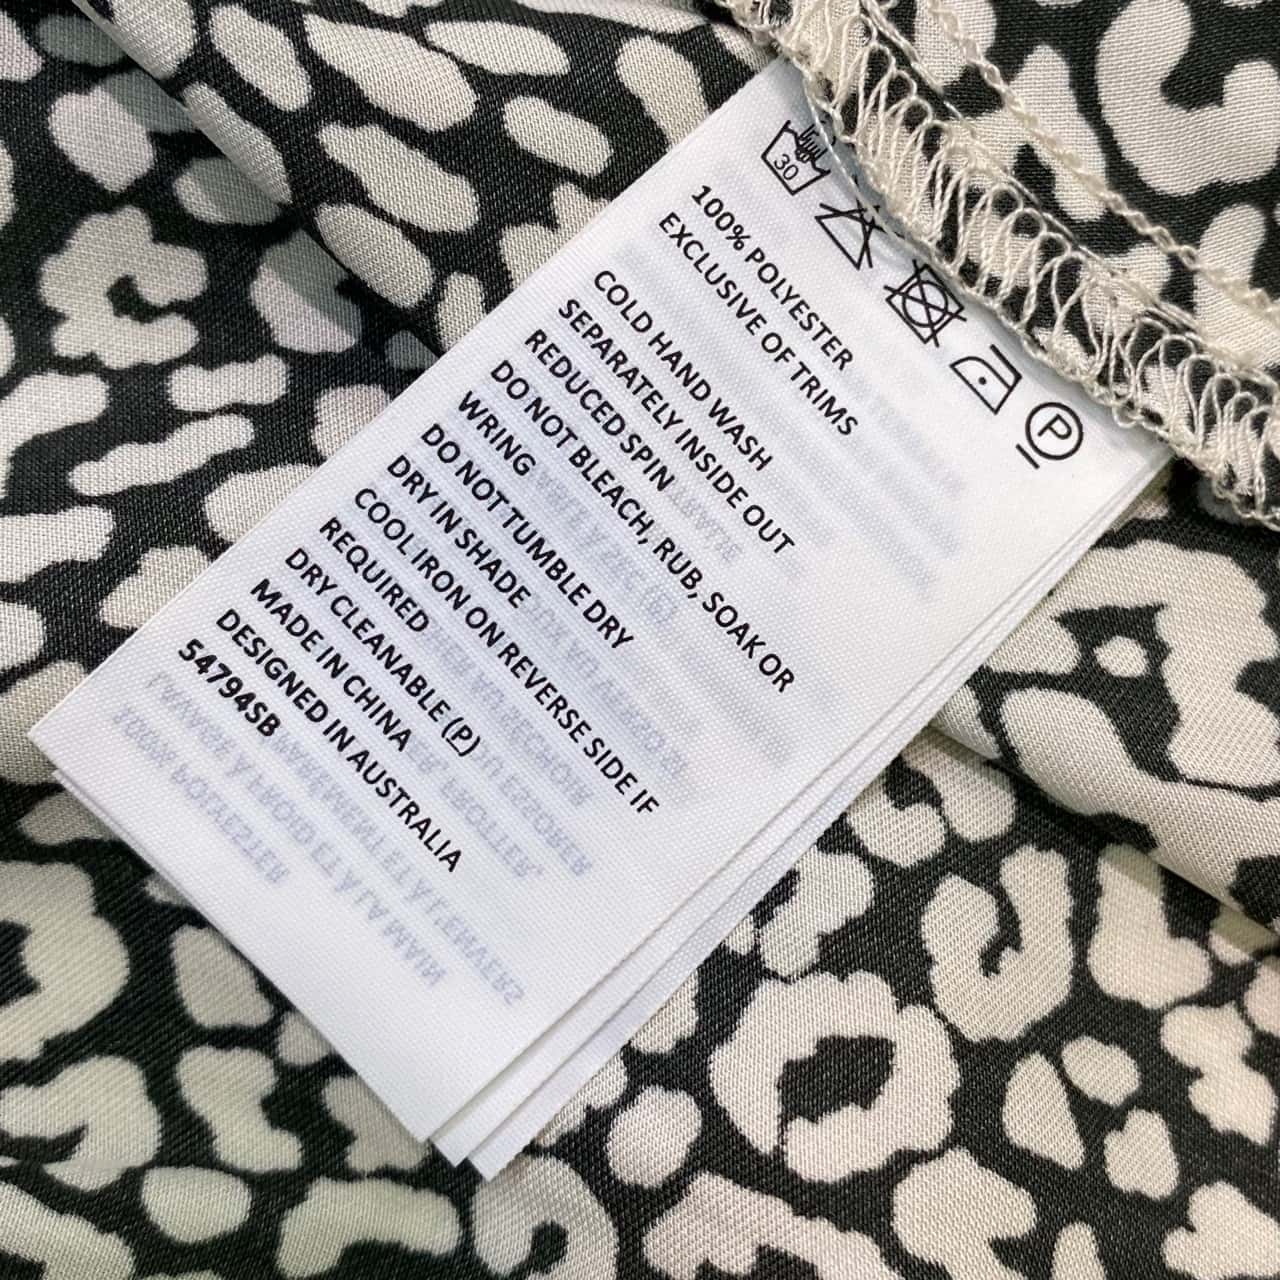 30
P
100% POLYESTER
EXCLUSIVE OF TRIMS
COLD HAND WASH
SEPARATELY INSIDE OUT
REDUCED SPIN
DO NOT BLEACH, RUB, SOAK OR
WRING
DO NOT TUMBLE DRY
DRY IN SHADE
COOL IRON ON REVERSE SIDE IF
REQUIRED
DRY CLEANABLE (P)
MADE IN CHINA
DESIGNED IN AUSTRALIA
54794SB